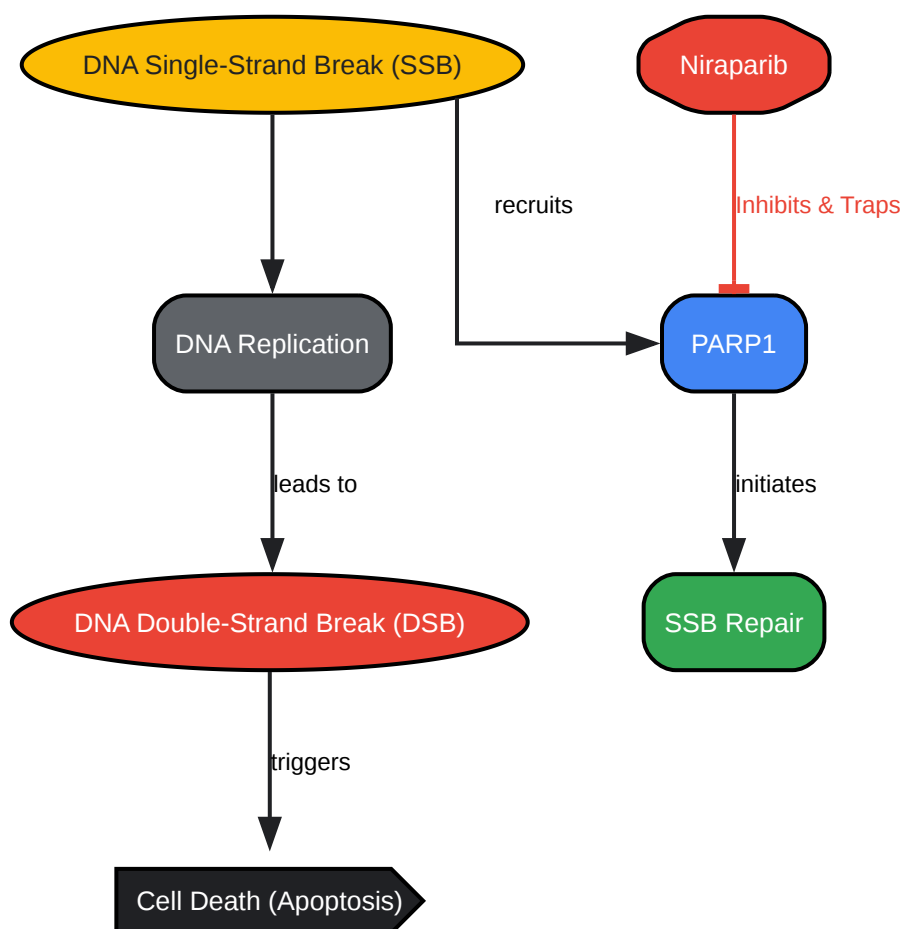 DNA Single-Strand Break (SSB)
Niraparib
recruits
Inhibits & Traps
DNA Replication
PARP1
leads to
initiates
DNA Double-Strand Break (DSB)
SSB Repair
triggers
Cell Death (Apoptosis)